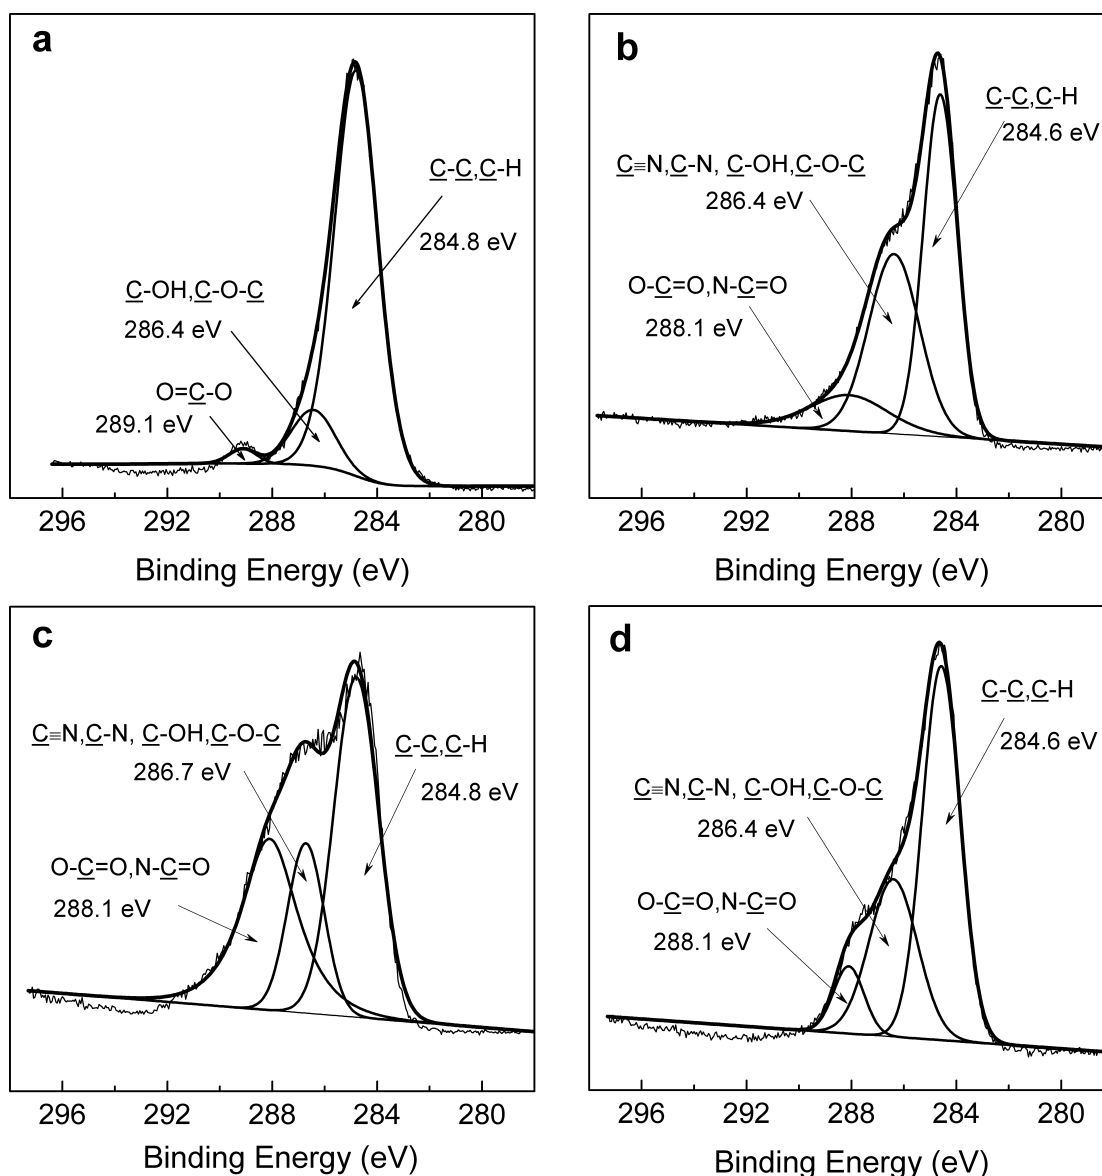 a
C-C,C-H
284.8 eV
C-OH,C-O-C
286.4 eV
O=C-O
289.1 eV
296 292 288 284 280
Binding Energy (eV)
b
C-C,C-H
284.6 eV
C≡N,C-N, C-OH,C-O-C
286.4 eV
O-C=O,N-C=O
288.1 eV
296 292 288 284 280
Binding Energy (eV)
c
C≡N,C-N, C-OH,C-O-C
286.7 eV
C-C,C-H
284.8 eV
O-C=O,N-C=O
288.1 eV
296 292 288 284 280
Binding Energy (eV)
d
C-C,C-H
284.6 eV
C≡N,C-N, C-OH,C-O-C
286.4 eV
O-C=O,N-C=O
288.1 eV
296 292 288 284 280
Binding Energy (eV)